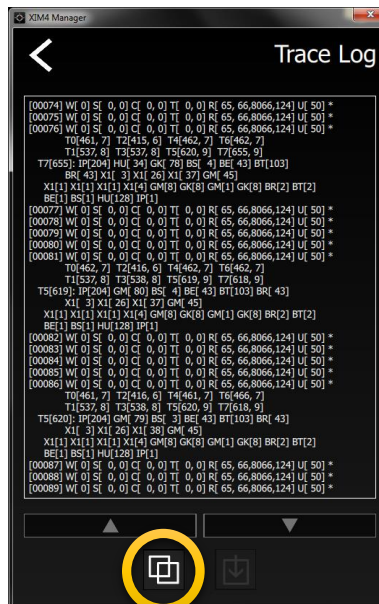 XIM4 Manager
Trace Log
[00074] W[ 0] S[  0, 0] C[  0, 0] T[  0, 0] R[ 65, 66,8066,124] U[ 50] *
[00075] W[ 0] S[  0, 0] C[  0, 0] T[  0, 0] R[ 65, 66,8066,124] U[ 50] *
[00076] W[ 0] S[  0, 0] C[  0, 0] T[  0, 0] R[ 65, 66,8066,124] U[ 50] *
T0[461, 7]  T2[415, 6]  T4[462, 7]  T6[462, 7]
T1[537, 8]  T3[537, 8]  T5[620, 9]  T7[655, 9]
T7[655]: IP[204] HU[ 34] GK[ 78] BS[  4] BE[ 43] BT[103]
BR[ 43] X1[  3] X1[ 26] X1[ 37] GM[ 45]
X1[1] X1[1] X1[1] X1[4] GM[8] GK[8] GM[1] GK[8] BR[2] BT[2]
BE[1] BS[1] HU[128] IP[1]
[00077] W[ 0] S[  0, 0] C[  0, 0] T[  0, 0] R[ 65, 66,8066,124] U[ 50] *
[00078] W[ 0] S[  0, 0] C[  0, 0] T[  0, 0] R[ 65, 66,8066,124] U[ 50] *
[00079] W[ 0] S[  0, 0] C[  0, 0] T[  0, 0] R[ 65, 66,8066,124] U[ 50] *
[00080] W[ 0] S[  0, 0] C[  0, 0] T[  0, 0] R[ 65, 66,8066,124] U[ 50] *
[00081] W[ 0] S[  0, 0] C[  0, 0] T[  0, 0] R[ 65, 66,8066,124] U[ 50] *
T0[462, 7]  T2[416, 6]  T4[462, 7]  T6[462, 7]
T1[537, 8]  T3[538, 8]  T5[619, 9]  T7[618, 9]
T5[619]: IP[204] GM[ 80] BS[  4] BE[ 43] BT[103] BR[ 43]
X1[  3] X1[ 26] X1[ 37] GM[ 45]
X1[1] X1[1] X1[1] X1[4] GM[8] GK[8] GM[1] GK[8] BR[2] BT[2]
BE[1] BS[1] HU[128] IP[1]
[00082] W[ 0] S[  0, 0] C[  0, 0] T[  0, 0] R[ 65, 66,8066,124] U[ 50] *
[00083] W[ 0] S[  0, 0] C[  0, 0] T[  0, 0] R[ 65, 66,8066,124] U[ 50] *
[00084] W[ 0] S[  0, 0] C[  0, 0] T[  0, 0] R[ 65, 66,8066,124] U[ 50] *
[00085] W[ 0] S[  0, 0] C[  0, 0] T[  0, 0] R[ 65, 66,8066,124] U[ 50] *
[00086] W[ 0] S[  0, 0] C[  0, 0] T[  0, 0] R[ 65, 66,8066,124] U[ 50] *
T0[461, 7]  T2[416, 6]  T4[461, 7]  T6[466, 7]
T1[537, 8]  T3[538, 8]  T5[620, 9]  T7[618, 9]
T5[620]: IP[204] GM[ 79] BS[  3] BE[ 43] BT[103] BR[ 43]
X1[  3] X1[ 26] X1[ 38] GM[ 45]
X1[1] X1[1] X1[1] X1[4] GM[8] GK[8] GM[1] GK[8] BR[2] BT[2]
BE[1] BS[1] HU[128] IP[1]
[00087] W[ 0] S[  0, 0] C[  0, 0] T[  0, 0] R[ 65, 66,8066,124] U[ 50] *
[00088] W[ 0] S[  0, 0] C[  0, 0] T[  0, 0] R[ 65, 66,8066,124] U[ 50] *
[00089] W[ 0] S[  0, 0] C[  0, 0] T[  0, 0] R[ 65, 66,8066,124] U[ 50] *